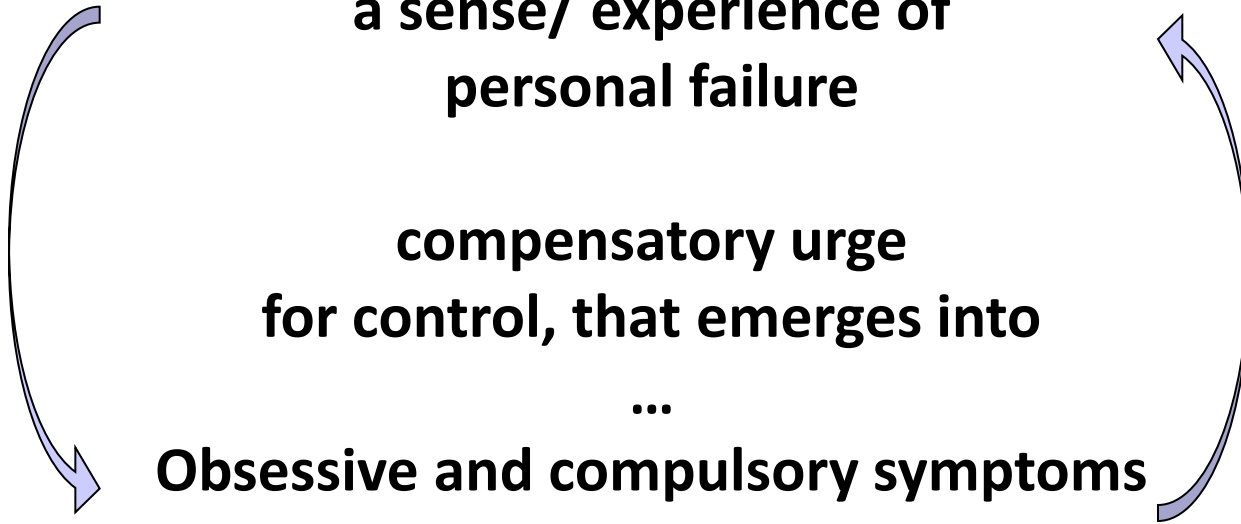 a sense/ experience of
personal failure
compensatory urge
for control, that emerges into
...
Obsessive and compulsory symptoms